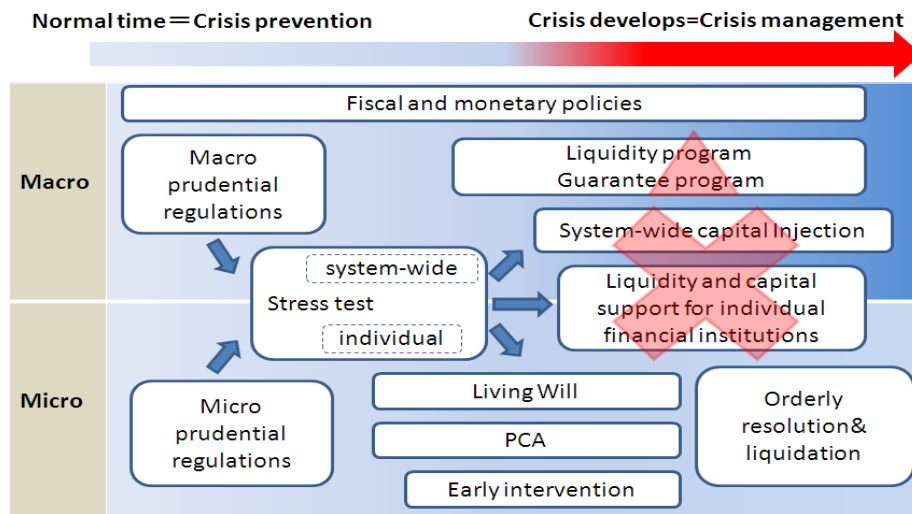 Normal time＝Crisis prevention
Crisis develops=Crisis management
Fiscal and monetary policies
Macro
Macro
prudential
regulations
Liquidity program
Guarantee program
System-wide capital Injection
system-wide
Stress test
individual
Liquidity and capital
support for individual
financial institutions
Micro
Micro
prudential
regulations
Living Will
PCA
Early intervention
Orderly
resolution&
liquidation